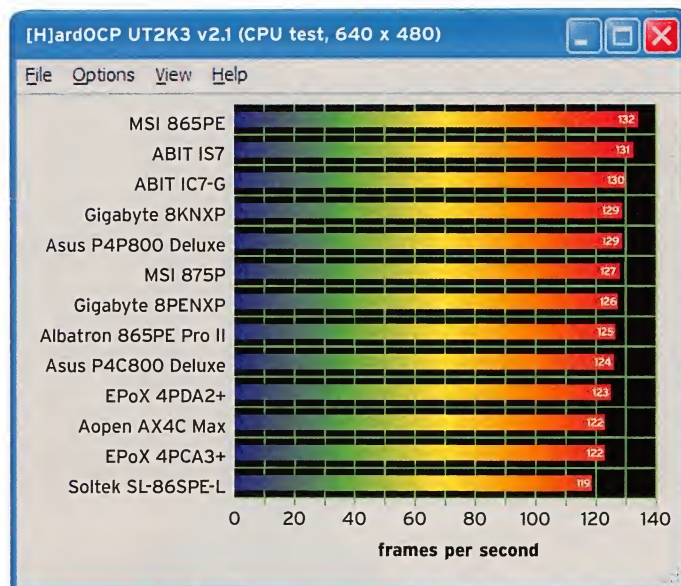 [H]ardOCP UT2K3 v2.1 (CPU test, 640 x 480)
File Options View Help
MSI 865PE 132
ABIT IS7 131
ABIT IC7-G 130
Gigabyte 8KNXP 129
Asus P4P800 Deluxe 129
MSI 875P 127
Gigabyte 8PENXP 126
Albatron 865PE Pro II 125
Asus P4C800 Deluxe 124
EPoX 4PDA2+ 123
Aopen AX4C Max 122
EPoX 4PCA3+ 122
Soltek SL-86SPE-L 119
0 20 40 60 80 100 120 140
frames per second